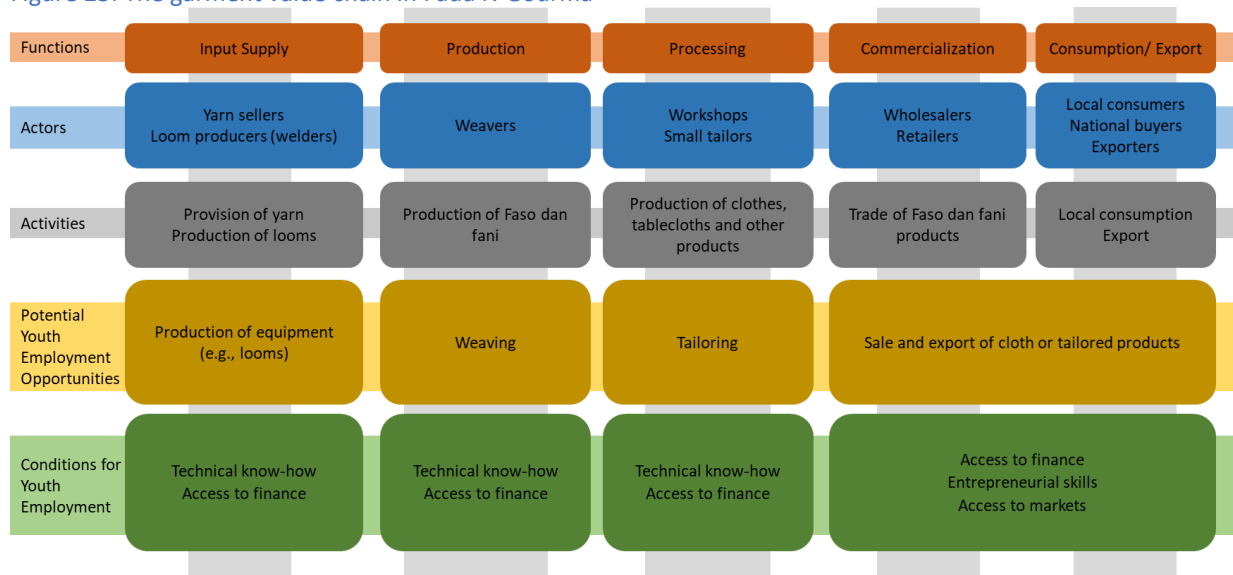 Functions
Input Supply
Production
Processing
Commercialization
Consumption/ Export
Actors
Yarn sellers
Loom producers (welders)
Weavers
Workshops
Small tailors
Wholesalers
Retailers
Local consumers
National buyers
Exporters
Activities
Provision of yarn
Production of looms
Production of Faso dan
fani
Production of clothes,
tablecloths and other
products
Trade of Faso dan fani
products
Local consumption
Export
Potential
Youth
Employment
Opportunities
Production of equipment
(e.g., looms)
Weaving
Tailoring
Sale and export of cloth or tailored products
Conditions for
Youth
Employment
Technical know-how
Access to finance
Technical know-how
Access to finance
Technical know-how
Access to finance
Access to finance
Entrepreneurial skills
Access to markets